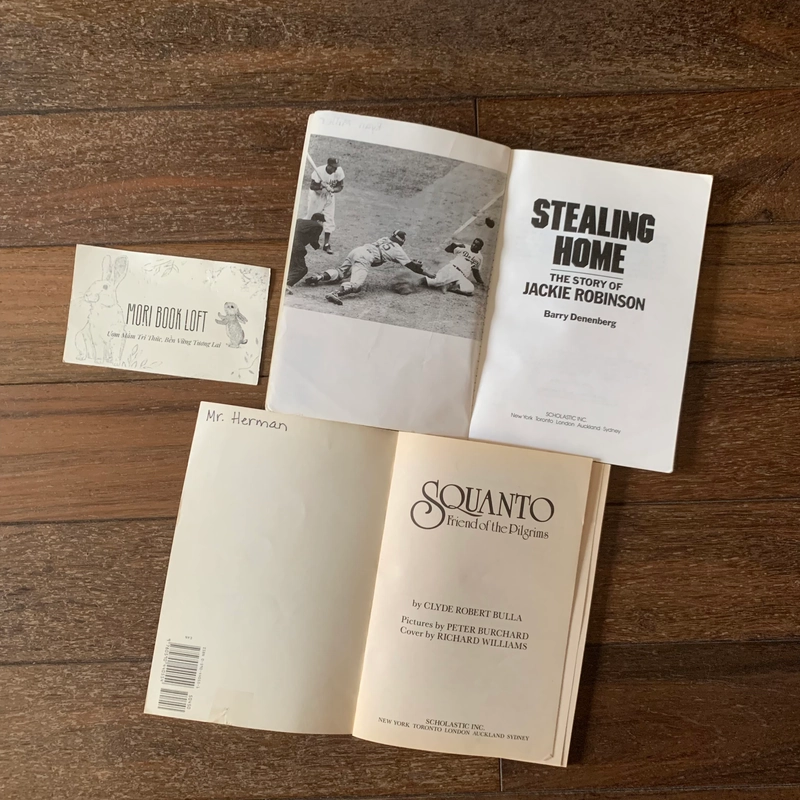 STEALING
HOME
THE STORY OF
JACKIE ROBINSON
Barry Denenberg
SCHOLASTIC INC.
New York Toronto London Auckland Sydney
MORI BOOK LOFT
Ươm Mầm Tri Thức, Bền Vững Tương Lai
Mr. Herman
SQUANTO
Friend of the Pilgrims
by CLYDE ROBERT BULLA
Pictures by PETER BURCHARD
Cover by RICHARD WILLIAMS
SCHOLASTIC INC.
NEW YORK TORONTO LONDON AUCKLAND SYDNEY